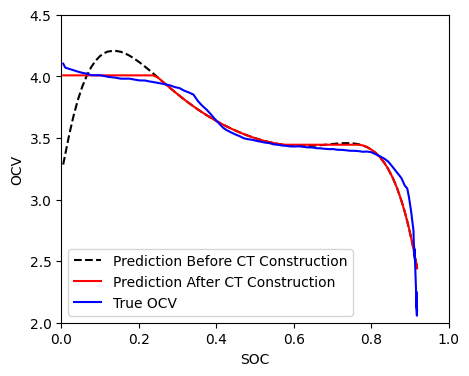 4.5
4.0
3.5
3.0
2.5
2.0
OCV
Prediction Before CT Construction
Prediction After CT Construction
True OCV
0.0 0.2 0.4 0.6 0.8 1.0
SOC